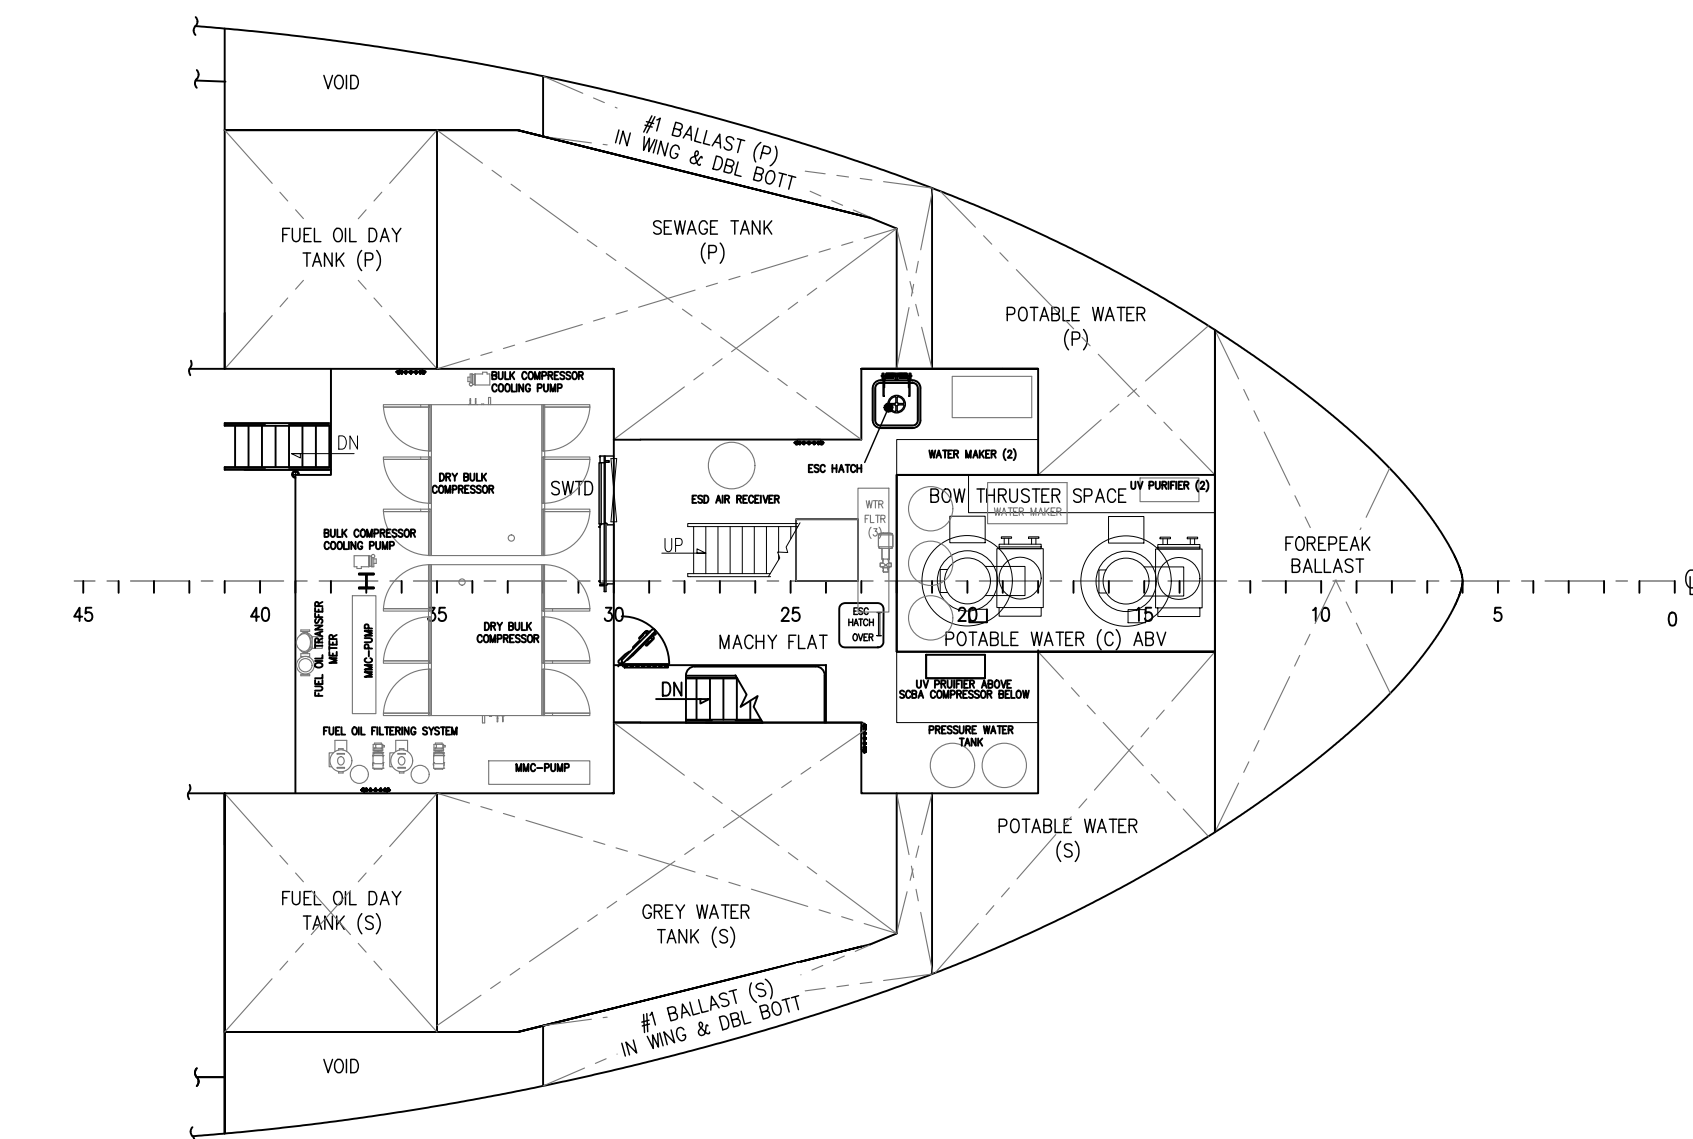 VOID
#1 BALLAST (P)
IN WING & DBL BOTT
FUEL OIL DAY
TANK (P)
SEWAGE TANK
(P)
POTABLE WATER
(P)
BULK COMPRESSOR
COOLING PUMP
DN
DRY BULK
COMPRESSOR
SWTD
ESC HATCH
WATER MAKER (2)
ESD AIR RECEIVER
BOW THRUSTER SPACE
UV PURIFIER (2)
WATER MAKER
WTR
FLTR
(3)
BULK COMPRESSOR
COOLING PUMP
UP
FOREPEAK
BALLAST
45
40
35
30
25
20
15
10
5
0
ESC
HATCH
OVER
FUEL OIL TRANSFER
METER
MMC-PUMP
DRY BULK
COMPRESSOR
MACHY FLAT
POTABLE WATER (C) ABV
DN
UV PRUIFIER ABOVE
SCBA COMPRESSOR BELOW
FUEL OIL FILTERING SYSTEM
PRESSURE WATER
TANK
MMC-PUMP
POTABLE WATER
(S)
FUEL OIL DAY
TANK (S)
GREY WATER
TANK (S)
#1 BALLAST (S)
IN WING & DBL BOTT
VOID